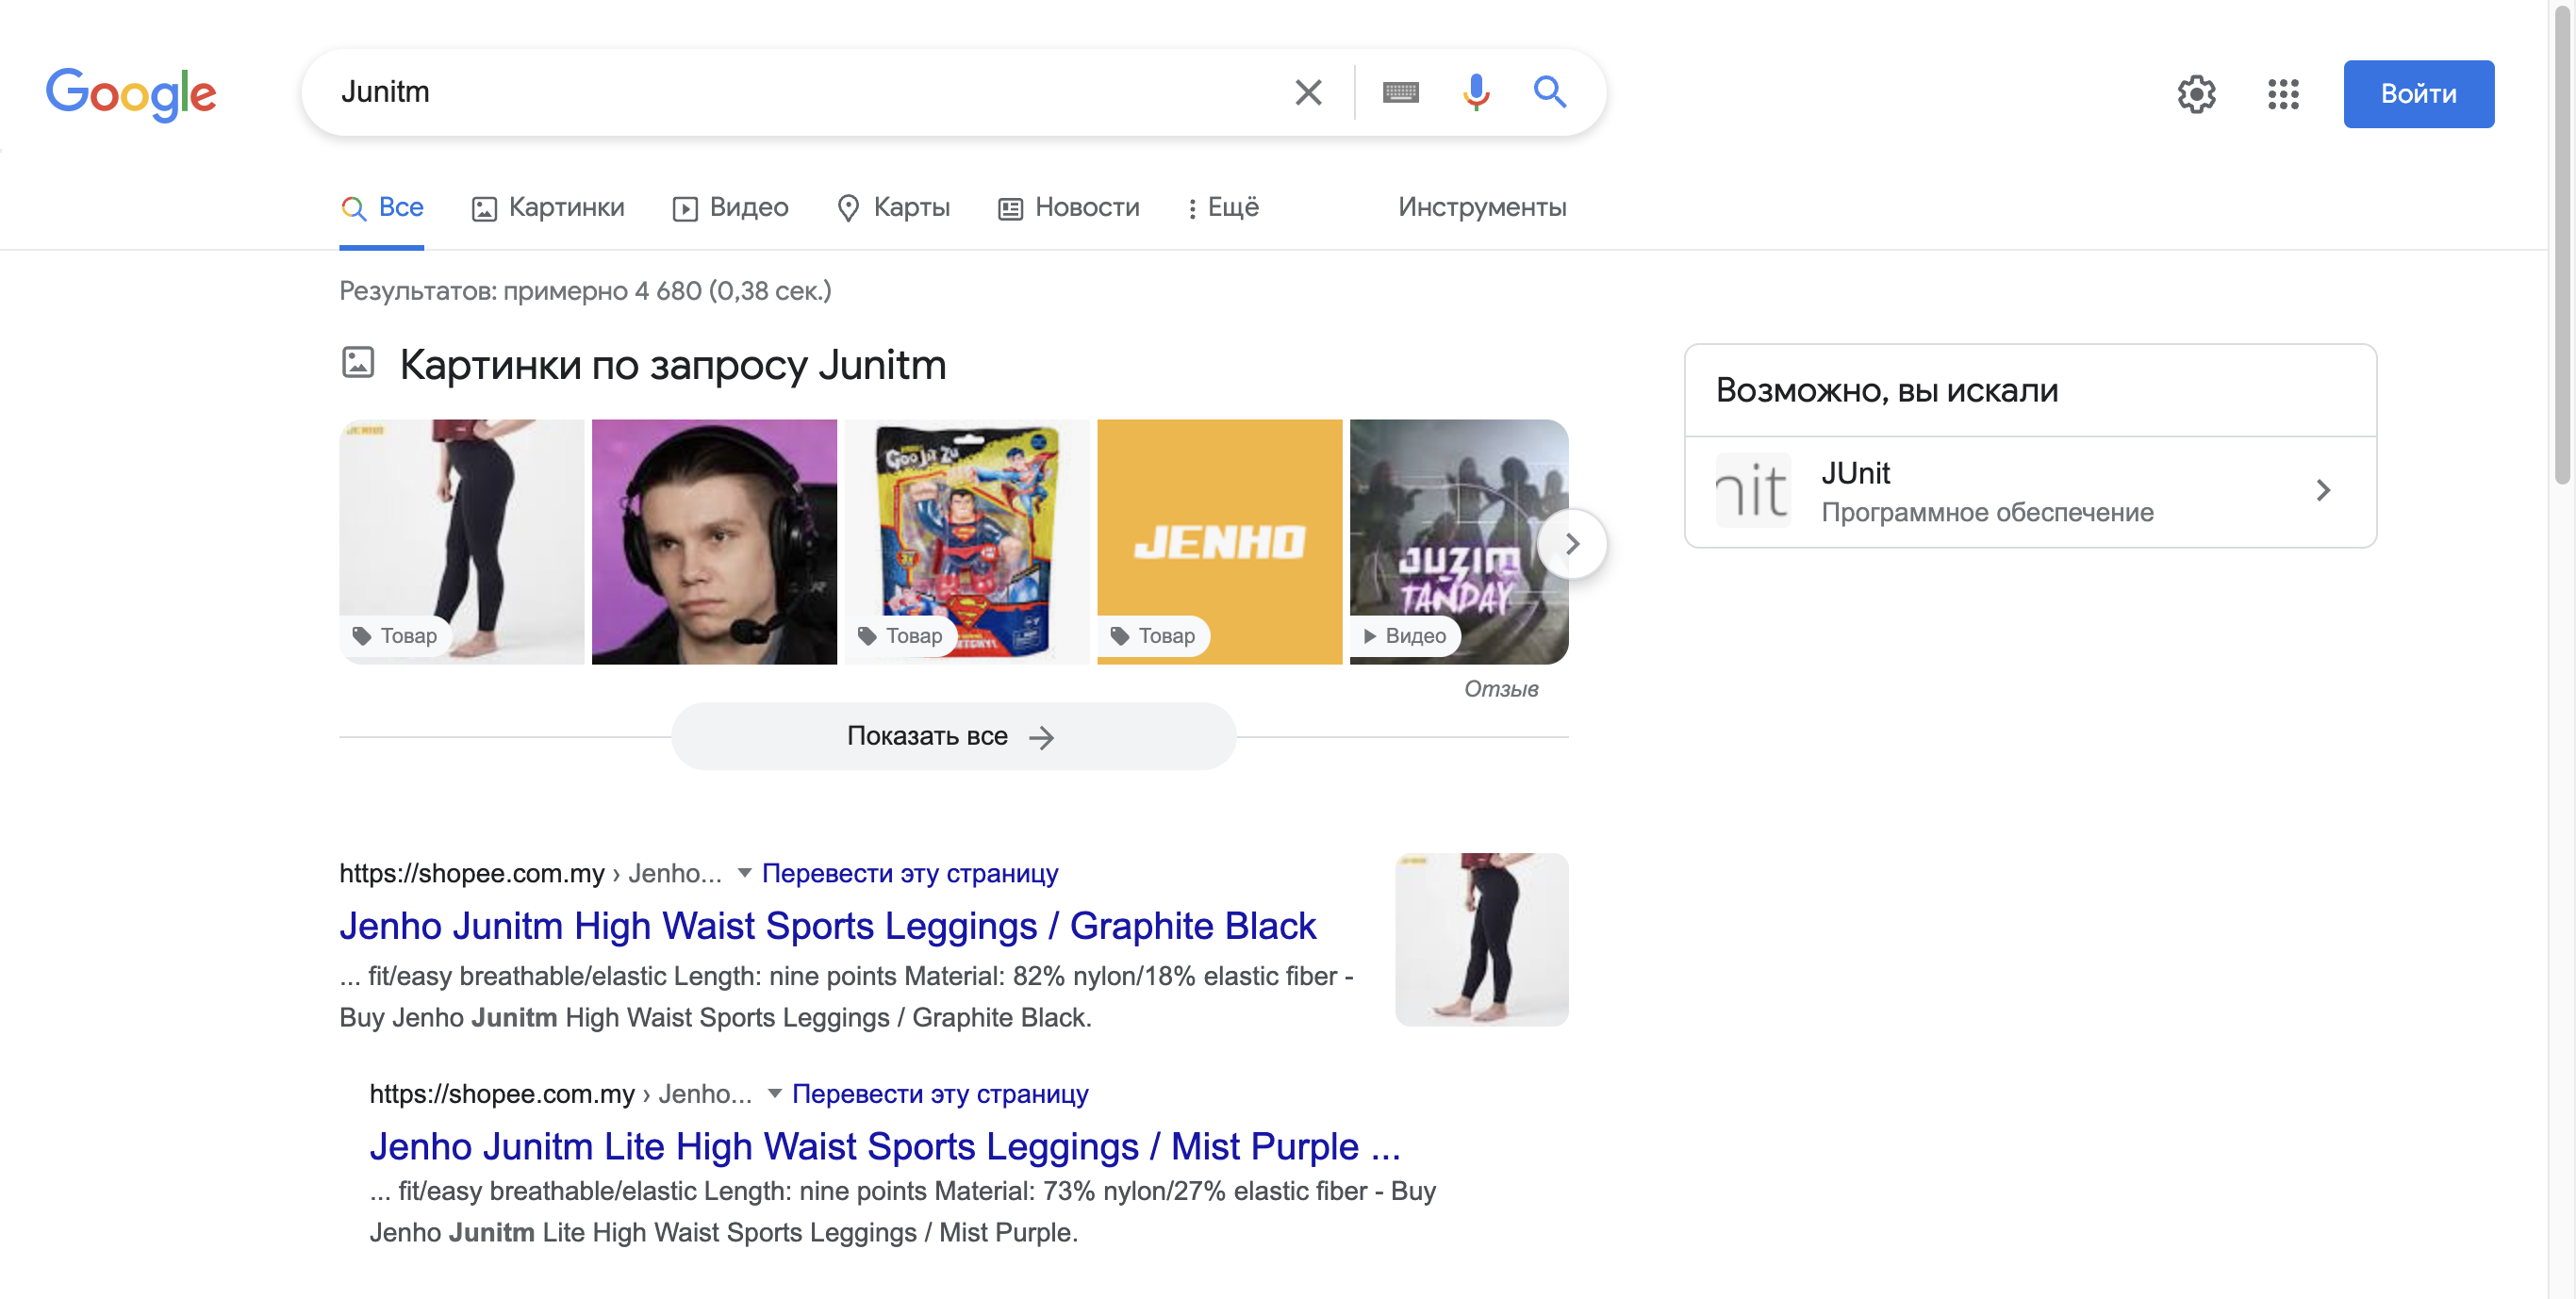 Google
Junitm
Войти
Все
Картинки
Видео
Карты
Новости
Ещё
Инструменты
Результатов: примерно 4 680 (0,38 сек.)
Картинки по запросу Junitm
JENHO
Товар
Goo Jit Zu
Товар
JENHO
Товар
JUZIM
TANDAY
Видео
Отзыв
Показать все
Возможно, вы искали
nit
JUnit
Программное обеспечение
https://shopee.com.my › Jenho... Перевести эту страницу
Jenho Junitm High Waist Sports Leggings / Graphite Black
... fit/easy breathable/elastic Length: nine points Material: 82% nylon/18% elastic fiber -
Buy Jenho Junitm High Waist Sports Leggings / Graphite Black.
https://shopee.com.my › Jenho... Перевести эту страницу
Jenho Junitm Lite High Waist Sports Leggings / Mist Purple ...
... fit/easy breathable/elastic Length: nine points Material: 73% nylon/27% elastic fiber - Buy
Jenho Junitm Lite High Waist Sports Leggings / Mist Purple.